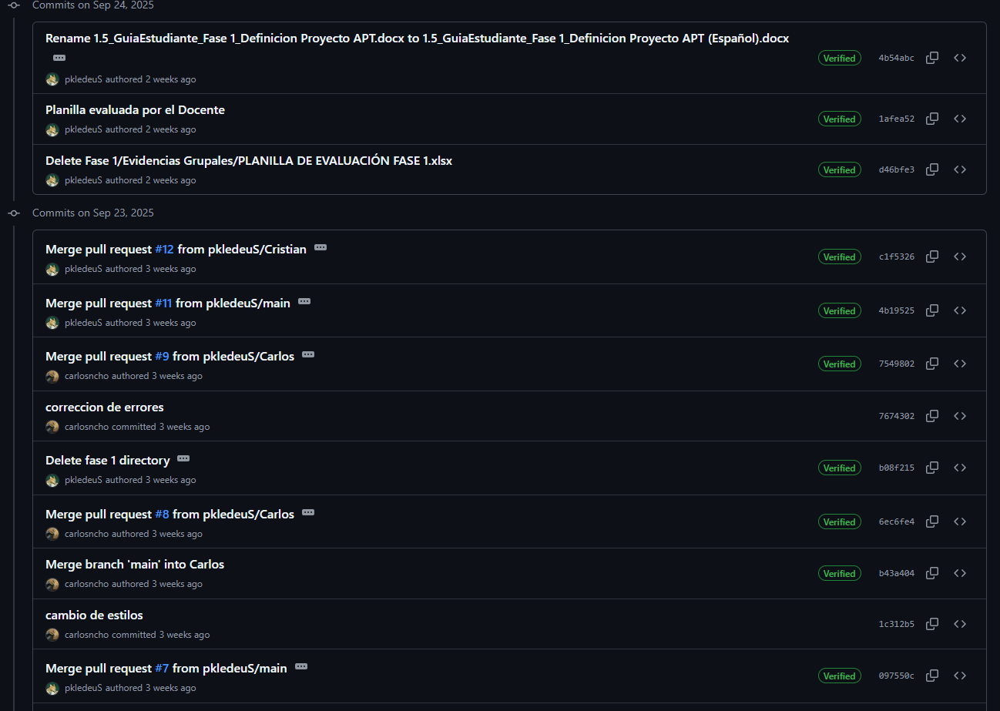 Commits on Sep 24, 2025
Rename 1.5_GuiaEstudiante_Fase 1_Definicion Proyecto APT.docx to 1.5_GuiaEstudiante_Fase 1_Definicion Proyecto APT (Español).docx
pkledeuS authored 2 weeks ago
Verified
4b54abc
Planilla evaluada por el Docente
pkledeuS authored 2 weeks ago
Verified
1afea52
Delete Fase 1/Evidencias Grupales/PLANILLA DE EVALUACIÓN FASE 1.xlsx
pkledeuS authored 2 weeks ago
Verified
d46bfe3
Commits on Sep 23, 2025
Merge pull request #12 from pkledeuS/Cristian
pkledeuS authored 3 weeks ago
Verified
c1f5326
Merge pull request #11 from pkledeuS/main
pkledeuS authored 3 weeks ago
Verified
4b19525
Merge pull request #9 from pkledeuS/Carlos
carlosncho authored 3 weeks ago
Verified
7549802
correccion de errores
carlosncho committed 3 weeks ago
7674302
Delete fase 1 directory
pkledeuS authored 3 weeks ago
Verified
b08f215
Merge pull request #8 from pkledeuS/Carlos
carlosncho authored 3 weeks ago
Verified
6ec6fe4
Merge branch 'main' into Carlos
carlosncho authored 3 weeks ago
Verified
b43a404
cambio de estilos
carlosncho committed 3 weeks ago
1c312b5
Merge pull request #7 from pkledeuS/main
pkledeuS authored 3 weeks ago
Verified
097550c